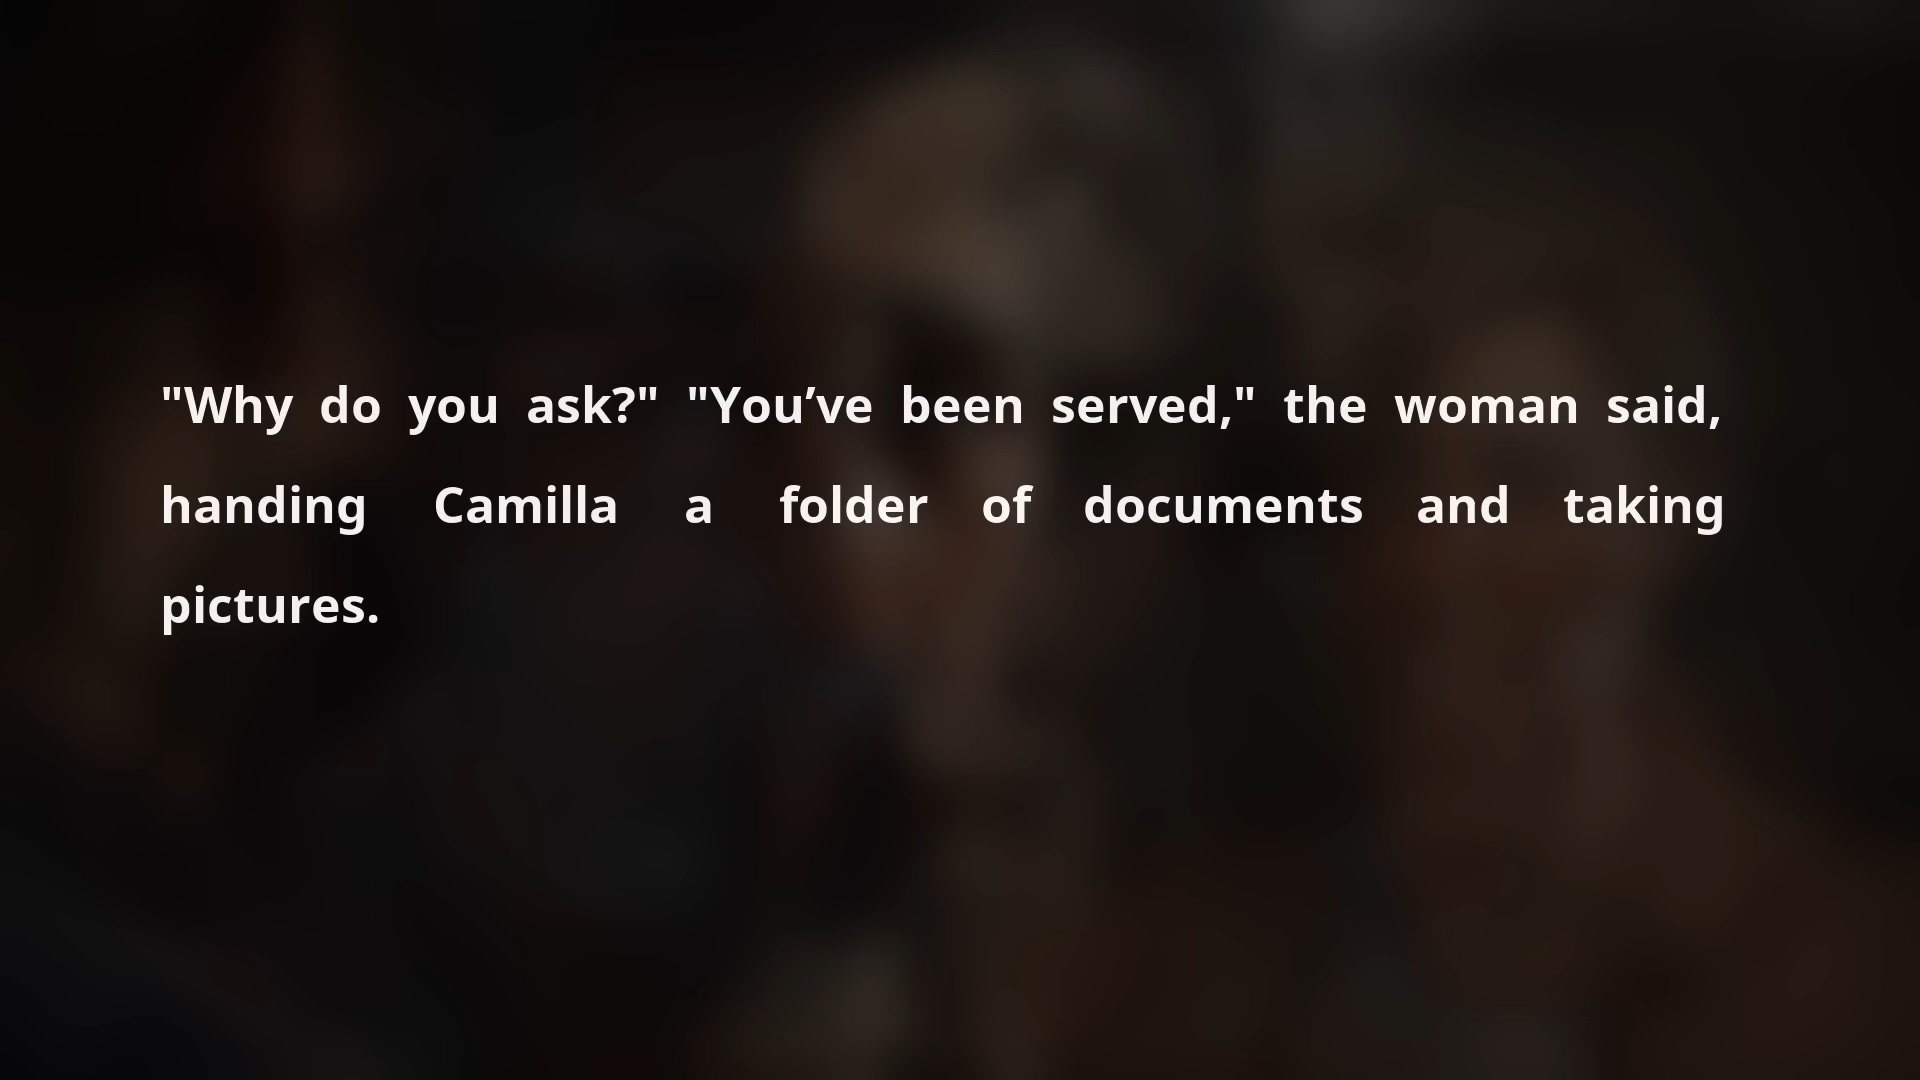 "Why do you ask?" "You’ve been served," the woman said,
handing Camilla a folder of documents and taking
pictures.